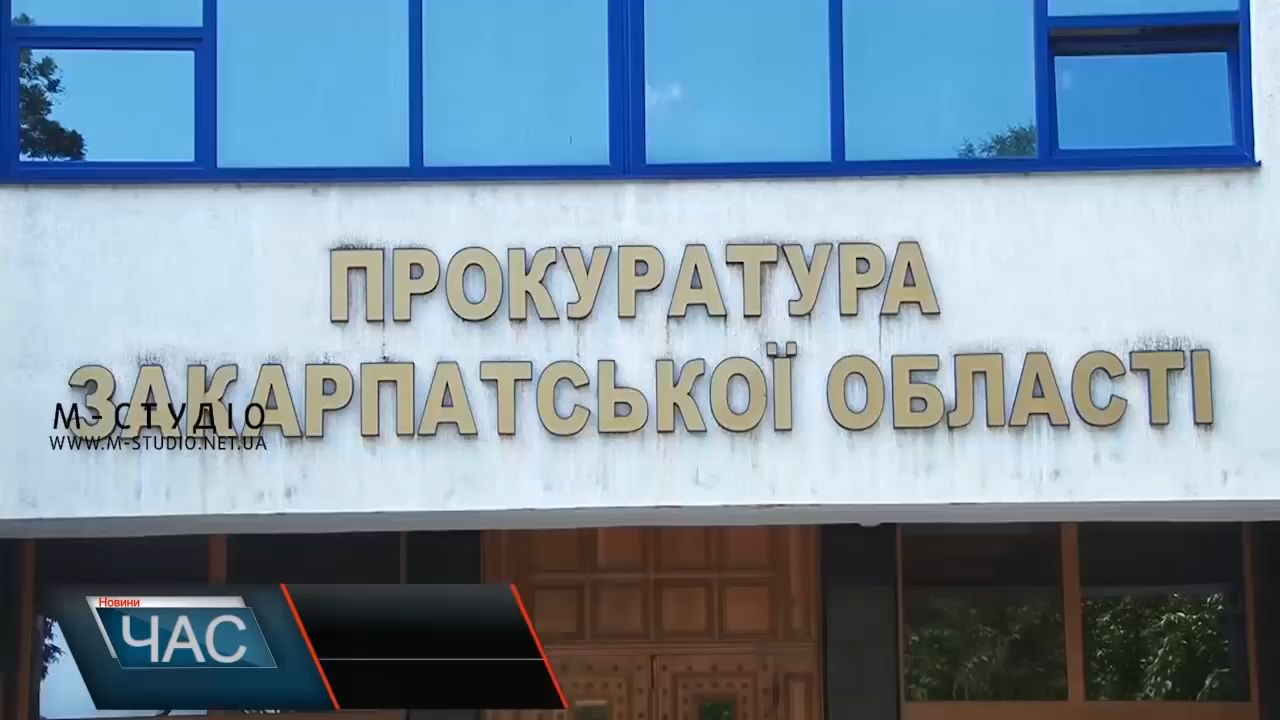 ПРОКУРАТУРА
ЗАКАРПАТСЬКОЇ ОБЛАСТІ
М-СТУДІО
WWW.M-STUDIO.NET.UA
Новини
ЧАС